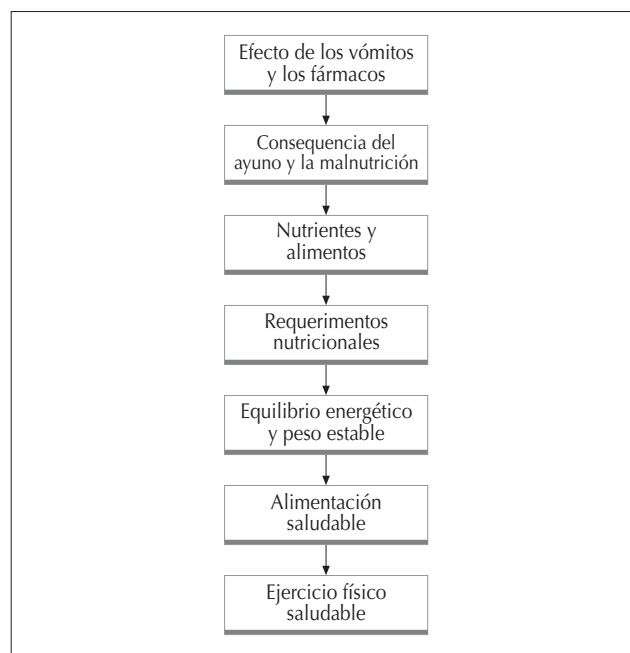 Efecto de los vómitos
y los fármacos
Consequencia del
ayuno y la malnutrición
Nutrientes y
alimentos
Requerimentos
nutricionales
Equilibrio energético
y peso estable
Alimentación
saludable
Ejercicio físico
saludable